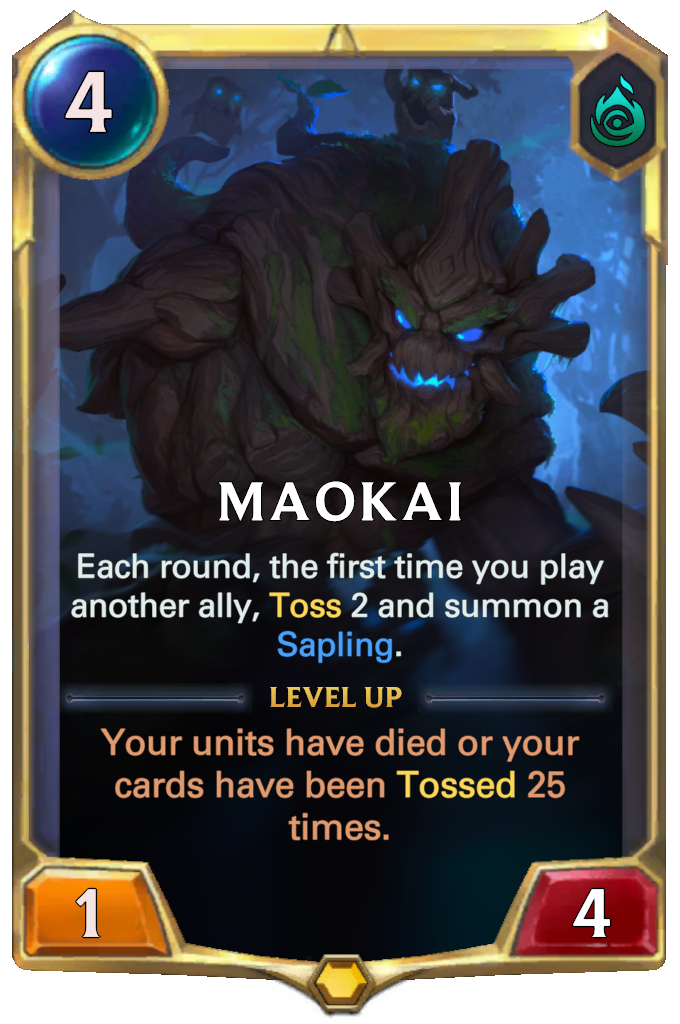 4
MAOKAI
Each round, the first time you play
another ally, Toss 2 and summon a
Sapling.
LEVEL UP
Your units have died or your
cards have been Tossed 25
times.
1
4